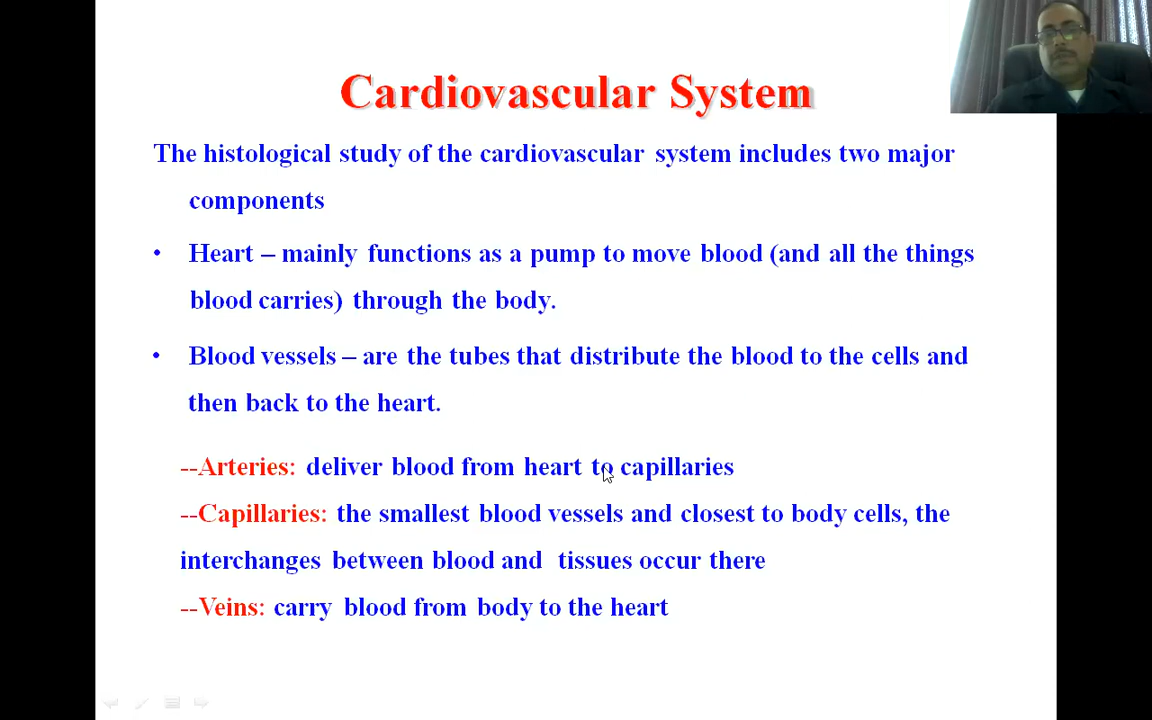 Cardiovascular System
The histological study of the cardiovascular system includes two major
components
• Heart – mainly functions as a pump to move blood (and all the things
blood carries) through the body.
• Blood vessels – are the tubes that distribute the blood to the cells and
then back to the heart.
--Arteries: deliver blood from heart to capillaries
--Capillaries: the smallest blood vessels and closest to body cells, the
interchanges between blood and tissues occur there
--Veins: carry blood from body to the heart